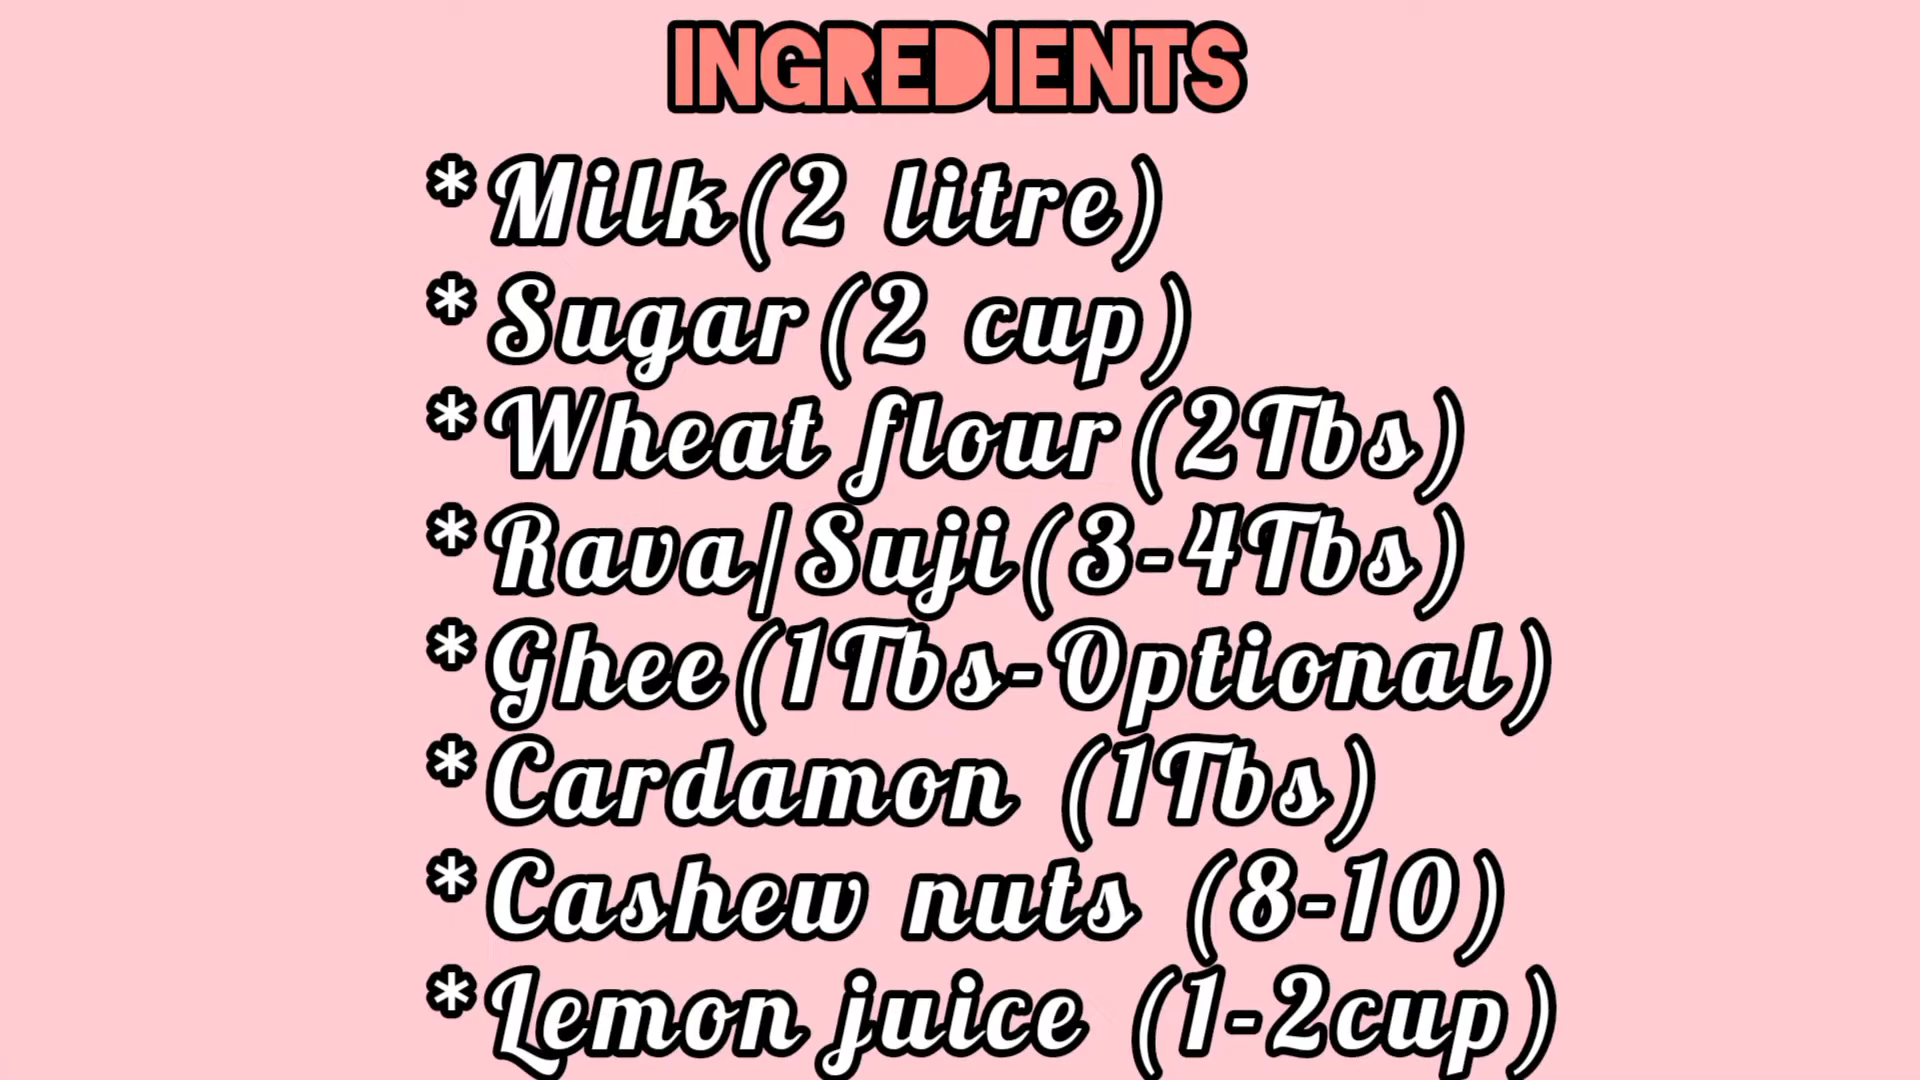 INGREDIENTS
*Milk(2 litre)
*Sugar(2 cup)
*Wheat flour(2Tbs)
*Rava/Suji(3-4Tbs)
*Ghee(1Tbs-Optional)
*Cardamon (1Tbs)
*Cashew nuts (8-10)
*Lemon juice (1-2cup)